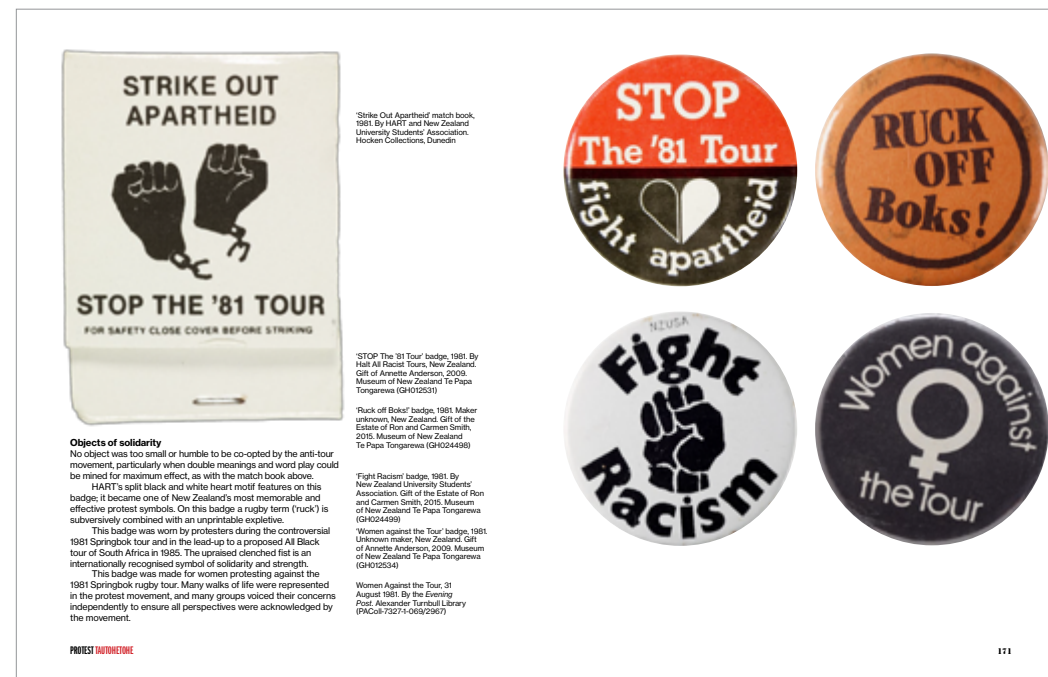 STRIKE OUT
APARTHEID
STOP THE '81 TOUR
FOR SAFETY CLOSE COVER BEFORE STRIKING
Objects of solidarity
No object was too small or humble to be co-opted by the anti-tour
movement, particularly when double meanings and word play could
be mined for maximum effect, as with the match book above.
HART's split black and white heart motif features on this
badge; it became one of New Zealand's most memorable and
effective protest symbols. On this badge a rugby term ('ruck') is
subversively combined with an unprintable expletive.
This badge was worn by protesters during the controversial
1981 Springbok tour and in the lead-up to a proposed All Black
tour of South Africa in 1985. The upraised clenched fist is an
internationally recognised symbol of solidarity and strength.
This badge was made for women protesting against the
1981 Springbok rugby tour. Many walks of life were represented
in the protest movement, and many groups voiced their concerns
independently to ensure all perspectives were acknowledged by
the movement.
'Strike Out Apartheid' match book,
1981. By HART and New Zealand
University Students' Association.
Hocken Collections, Dunedin
'STOP The '81 Tour' badge, 1981. By
Halt All Racist Tours, New Zealand.
Gift of Annette Anderson, 2009.
Museum of New Zealand Te Papa
Tongarewa (GH012531)
'Ruck off Boks!' badge, 1981. Maker
unknown, New Zealand. Gift of the
Estate of Ron and Carmen Smith,
2015. Museum of New Zealand
Te Papa Tongarewa (GH024498)
'Fight Racism' badge, 1981. By
New Zealand University Students'
Association. Gift of the Estate of Ron
and Carmen Smith, 2015. Museum
of New Zealand Te Papa Tongarewa
(GH024499)
'Women against the Tour' badge, 1981.
Unknown maker, New Zealand. Gift
of Annette Anderson, 2009. Museum
of New Zealand Te Papa Tongarewa
(GH012534)
Women Against the Tour, 31
August 1981. By the Evening
Post. Alexander Turnbull Library
(PAColl-7327-1-069/2967)
STOP
The '81 Tour
fight apartheid
RUCK
OFF
Boks!
NZUSA
Fight
Racism
Women against
the Tour
PROTEST TAUTOHETOHE
171